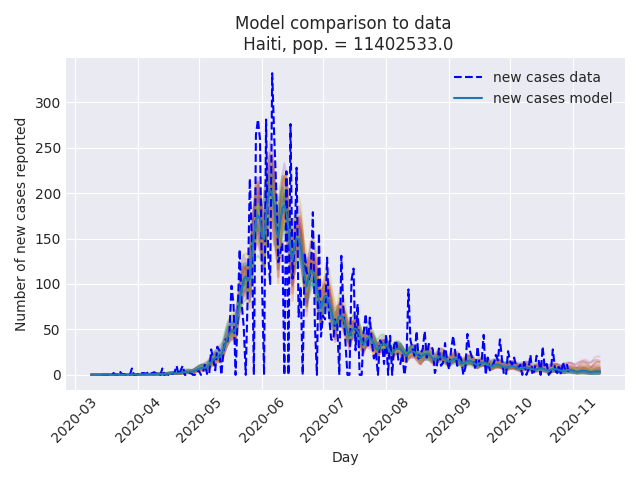 Model comparison to data
Haiti, pop. = 11402533.0
new cases data
new cases model
Number of new cases reported
300
250
200
150
100
50
0
2020-03
2020-04
2020-05
2020-06
2020-07
2020-08
2020-09
2020-10
2020-11
Day